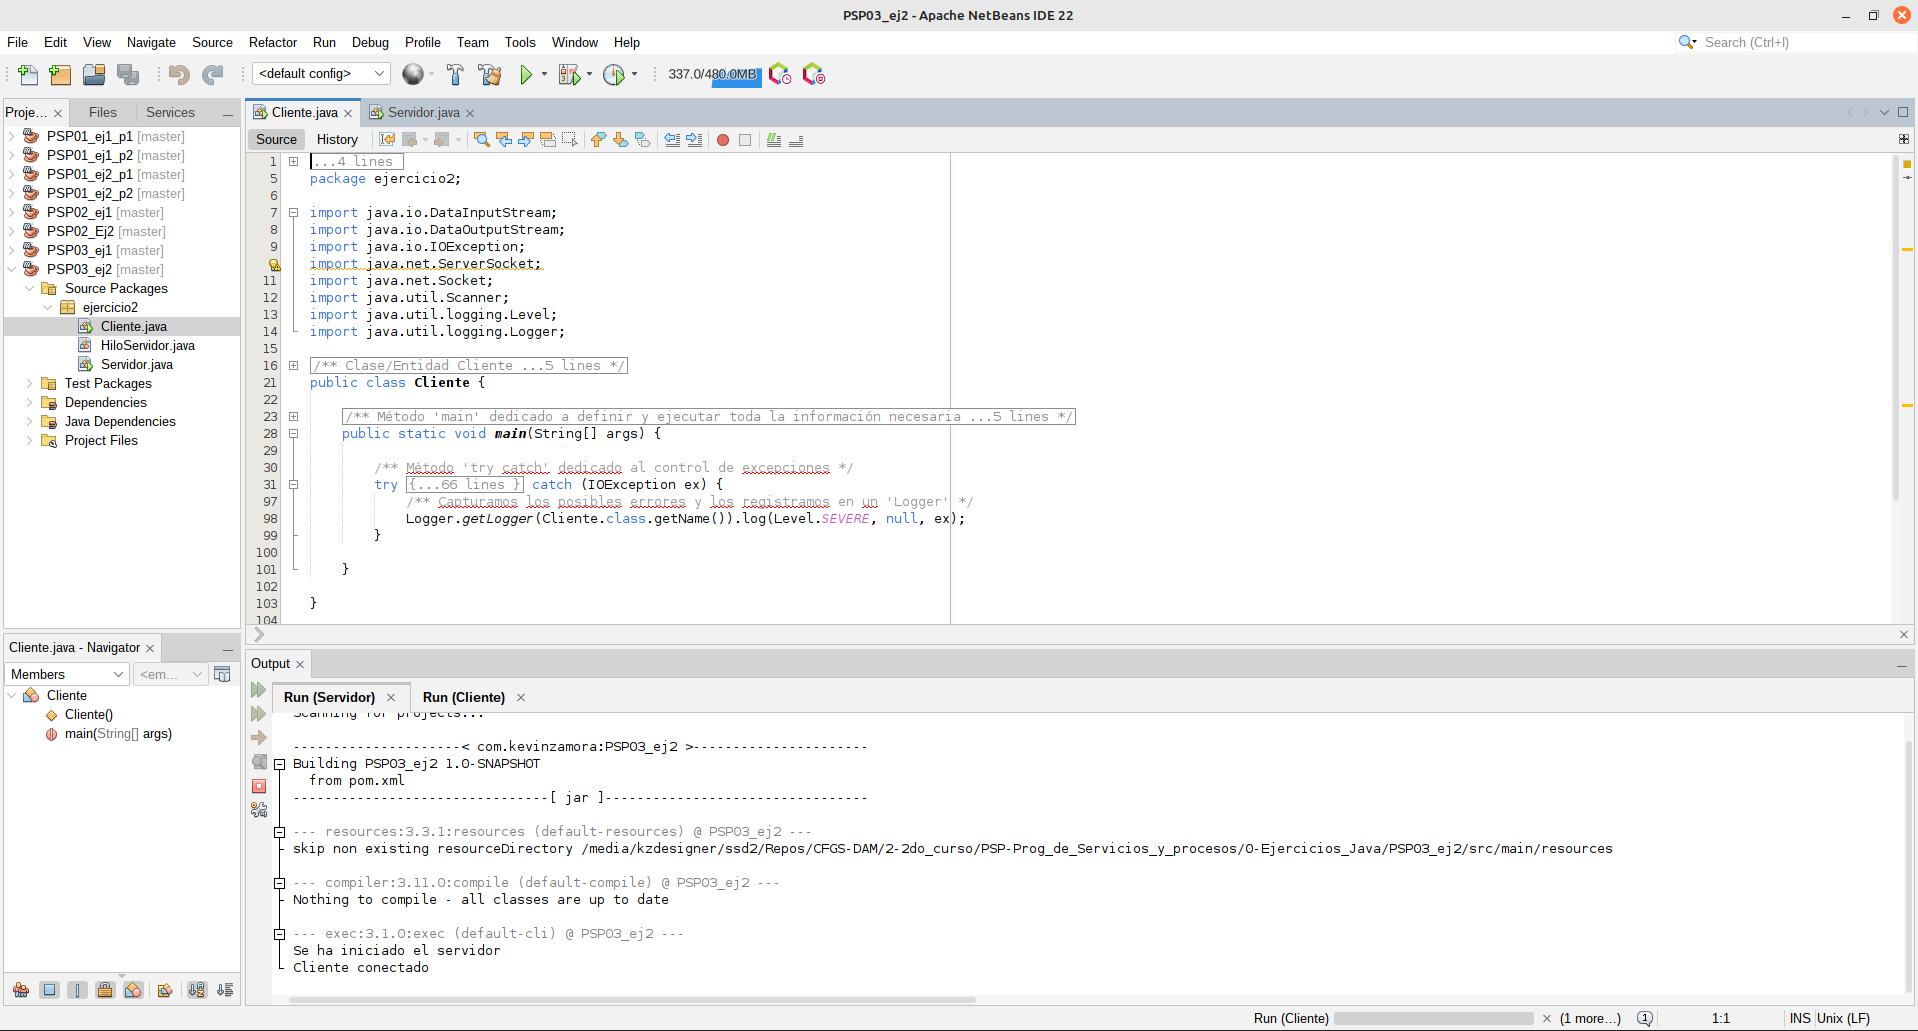 PSP03_ej2 - Apache NetBeans IDE 22
File Edit View Navigate Source Refactor Run Debug Profile Team Tools Window Help
Search (Ctrl+I)
<default config>
337.0/480.0MB
Proje... Files Services
PSP01_ej1_p1 [master]
PSP01_ej1_p2 [master]
PSP01_ej2_p1 [master]
PSP01_ej2_p2 [master]
PSP02_ej1 [master]
PSP02_Ej2 [master]
PSP03_ej1 [master]
PSP03_ej2 [master]
Source Packages
ejercicio2
Cliente.java
HiloServidor.java
Servidor.java
Test Packages
Dependencies
Java Dependencies
Project Files
Cliente.java - Navigator
Members
<em...
Cliente
Cliente()
main(String[] args)
Cliente.java Servidor.java
Source History
1 ...4 lines
5 package ejercicio2;
6
7 import java.io.DataInputStream;
8 import java.io.DataOutputStream;
9 import java.io.IOException;
import java.net.ServerSocket;
11 import java.net.Socket;
12 import java.util.Scanner;
13 import java.util.logging.Level;
14 import java.util.logging.Logger;
15
16 /** Clase/Entidad Cliente ...5 lines */
21 public class Cliente {
22
23 /** Método 'main' dedicado a definir y ejecutar toda la información necesaria ...5 lines */
28 public static void main(String[] args) {
29
30 /** Método 'try catch' dedicado al control de excepciones */
31 try {...66 lines } catch (IOException ex) {
97 /** Capturamos los posibles errores y los registramos en un 'Logger' */
98 Logger.getLogger(Cliente.class.getName()).log(Level.SEVERE, null, ex);
99 }
100
101 }
102
103 }
104
Output
Run (Servidor) Run (Cliente)
Scanning for projects...
---------------------< com.kevinzamora:PSP03_ej2 >----------------------
Building PSP03_ej2 1.0-SNAPSHOT
from pom.xml
--------------------------------[ jar ]---------------------------------
--- resources:3.3.1:resources (default-resources) @ PSP03_ej2 ---
skip non existing resourceDirectory /media/kzdesigner/ssd2/Repos/CFGS-DAM/2-2do_curso/PSP-Prog_de_Servicios_y_procesos/0-Ejercicios_Java/PSP03_ej2/src/main/resources
--- compiler:3.11.0:compile (default-compile) @ PSP03_ej2 ---
Nothing to compile - all classes are up to date
--- exec:3.1.0:exec (default-cli) @ PSP03_ej2 ---
Se ha iniciado el servidor
Cliente conectado
Run (Cliente) (1 more...) 1 1:1 INS Unix (LF)